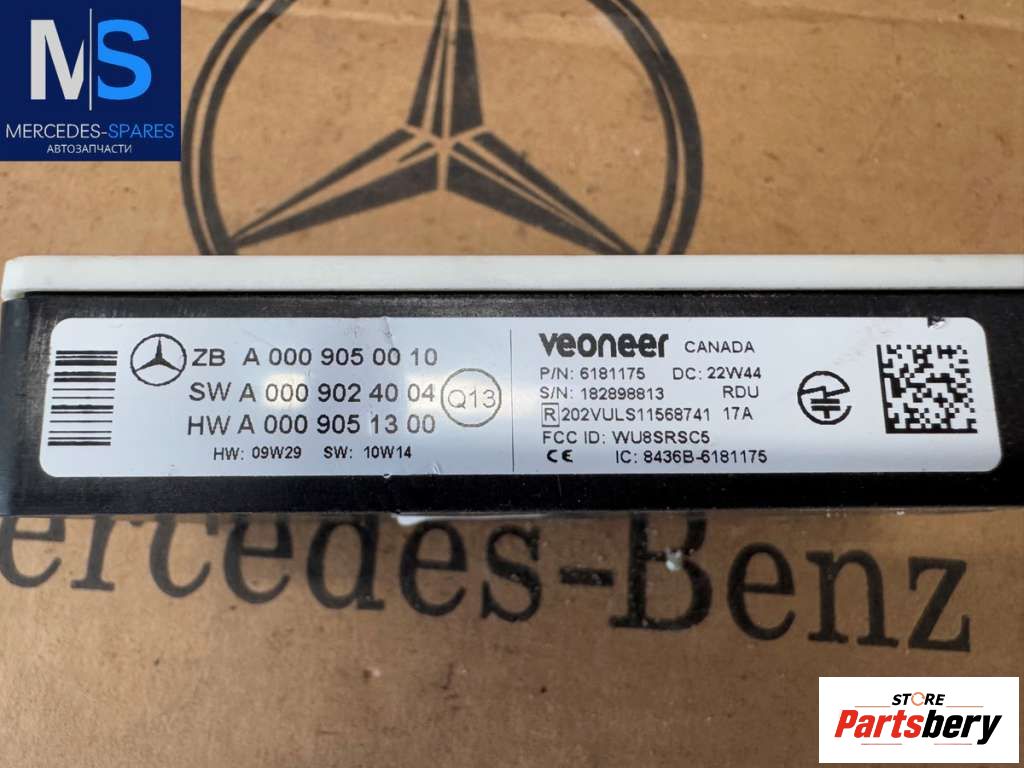 MS
MERCEDES-SPARES
АВТОЗАПЧАСТИ
ZB A 000 905 00 10
SW A 000 902 40 04
HW A 000 905 13 00
Q13
HW: 09W29 SW: 10W14
veoneer CANADA
P/N: 6181175 DC: 22W44
S/N: 182898813 RDU
R 202VULS11568741 17A
FCC ID: WU8SRSC5
CE IC: 8436B-6181175
Mercedes-Benz
STORE
Partsbery